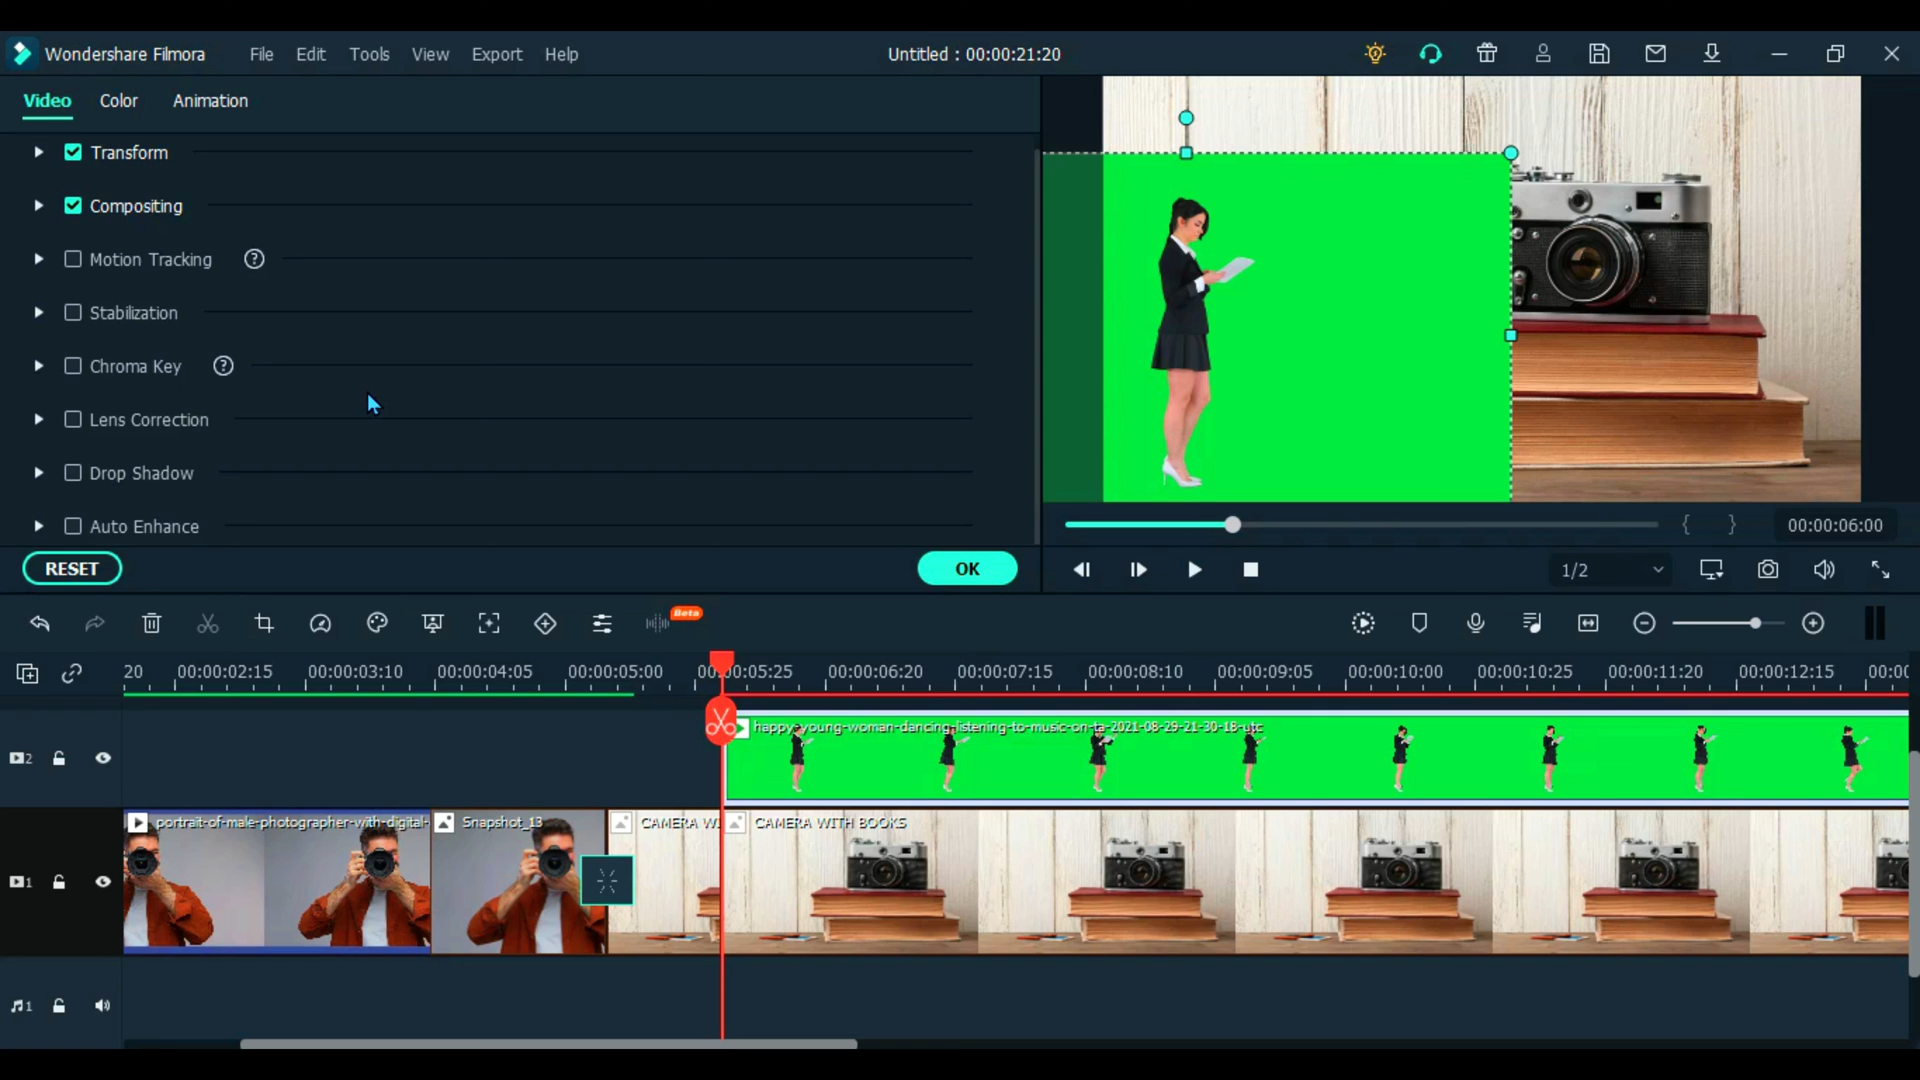 Wondershare Filmora File Edit Tools View Export Help Untitled : 00:00:21:20
Video Color Animation
Transform
Compositing
Motion Tracking ?
Stabilization
Chroma Key ?
Lens Correction
Drop Shadow
Auto Enhance
{ } 00:00:06:00
RESET OK
1/2
Beta
20 00:00:02:15 00:00:03:10 00:00:04:05 00:00:05:00 00:00:05:25 00:00:06:20 00:00:07:15 00:00:08:10 00:00:09:05 00:00:10:00 00:00:10:25 00:00:11:20 00:00:12:15 00:00
happy-young-woman-dancing-listening-to-music-on-ta-2021-08-29-21-30-18-utc
2
portrait-of-male-photographer-with-digital- Snapshot_13 CAMERA WI CAMERA WITH BOOKS
1
1